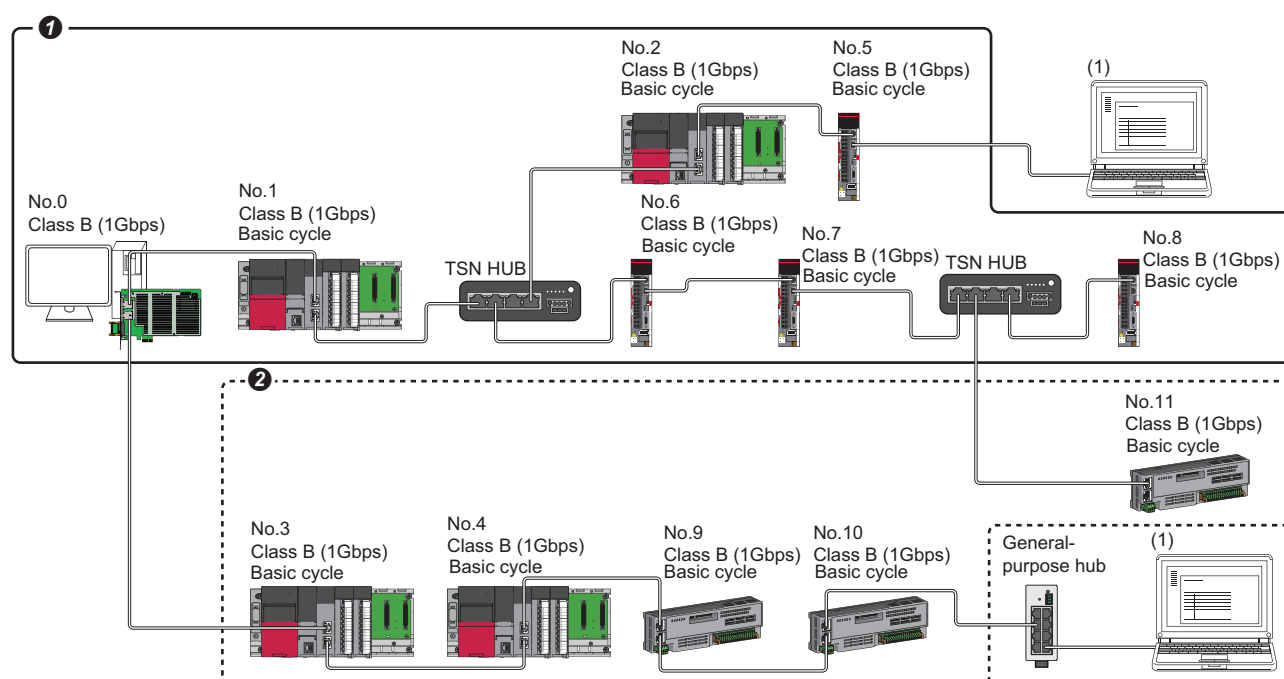 1
No.2
Class B (1Gbps)
Basic cycle
No.5
Class B (1Gbps)
Basic cycle
(1)
No.0
Class B (1Gbps)
No.1
Class B (1Gbps)
Basic cycle
TSN HUB
No.6
Class B (1Gbps)
Basic cycle
No.7
Class B (1Gbps)
Basic cycle
TSN HUB
No.8
Class B (1Gbps)
Basic cycle
2
No.11
Class B (1Gbps)
Basic cycle
No.3
Class B (1Gbps)
Basic cycle
No.4
Class B (1Gbps)
Basic cycle
No.9
Class B (1Gbps)
Basic cycle
No.10
Class B (1Gbps)
Basic cycle
General-
purpose hub
(1)